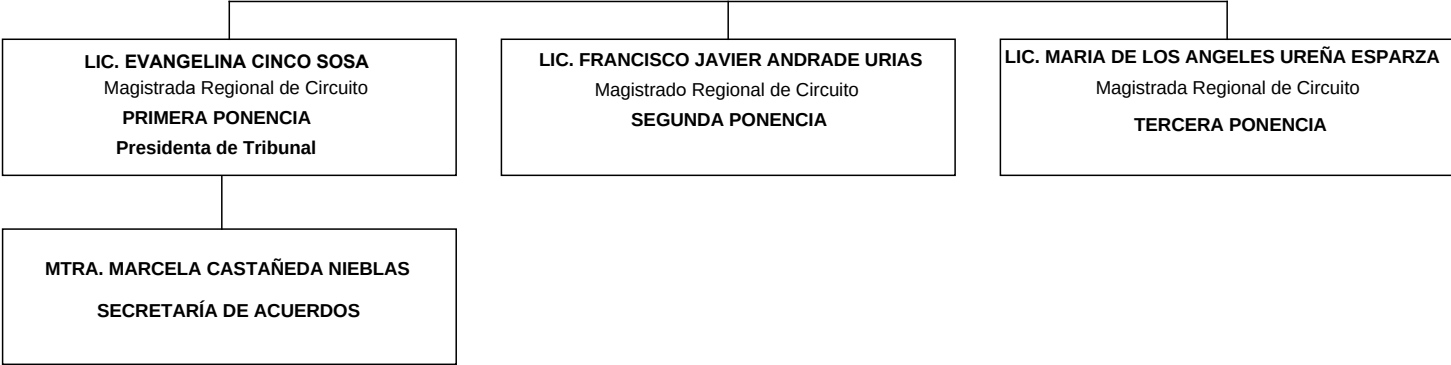 LIC. EVANGELINA CINCO SOSA
Magistrada Regional de Circuito
PRIMERA PONENCIA
Presidenta de Tribunal
LIC. FRANCISCO JAVIER ANDRADE URIAS
Magistrado Regional de Circuito
SEGUNDA PONENCIA
LIC. MARIA DE LOS ANGELES UREÑA ESPARZA
Magistrada Regional de Circuito
TERCERA PONENCIA
MTRA. MARCELA CASTAÑEDA NIEBLAS
SECRETARÍA DE ACUERDOS